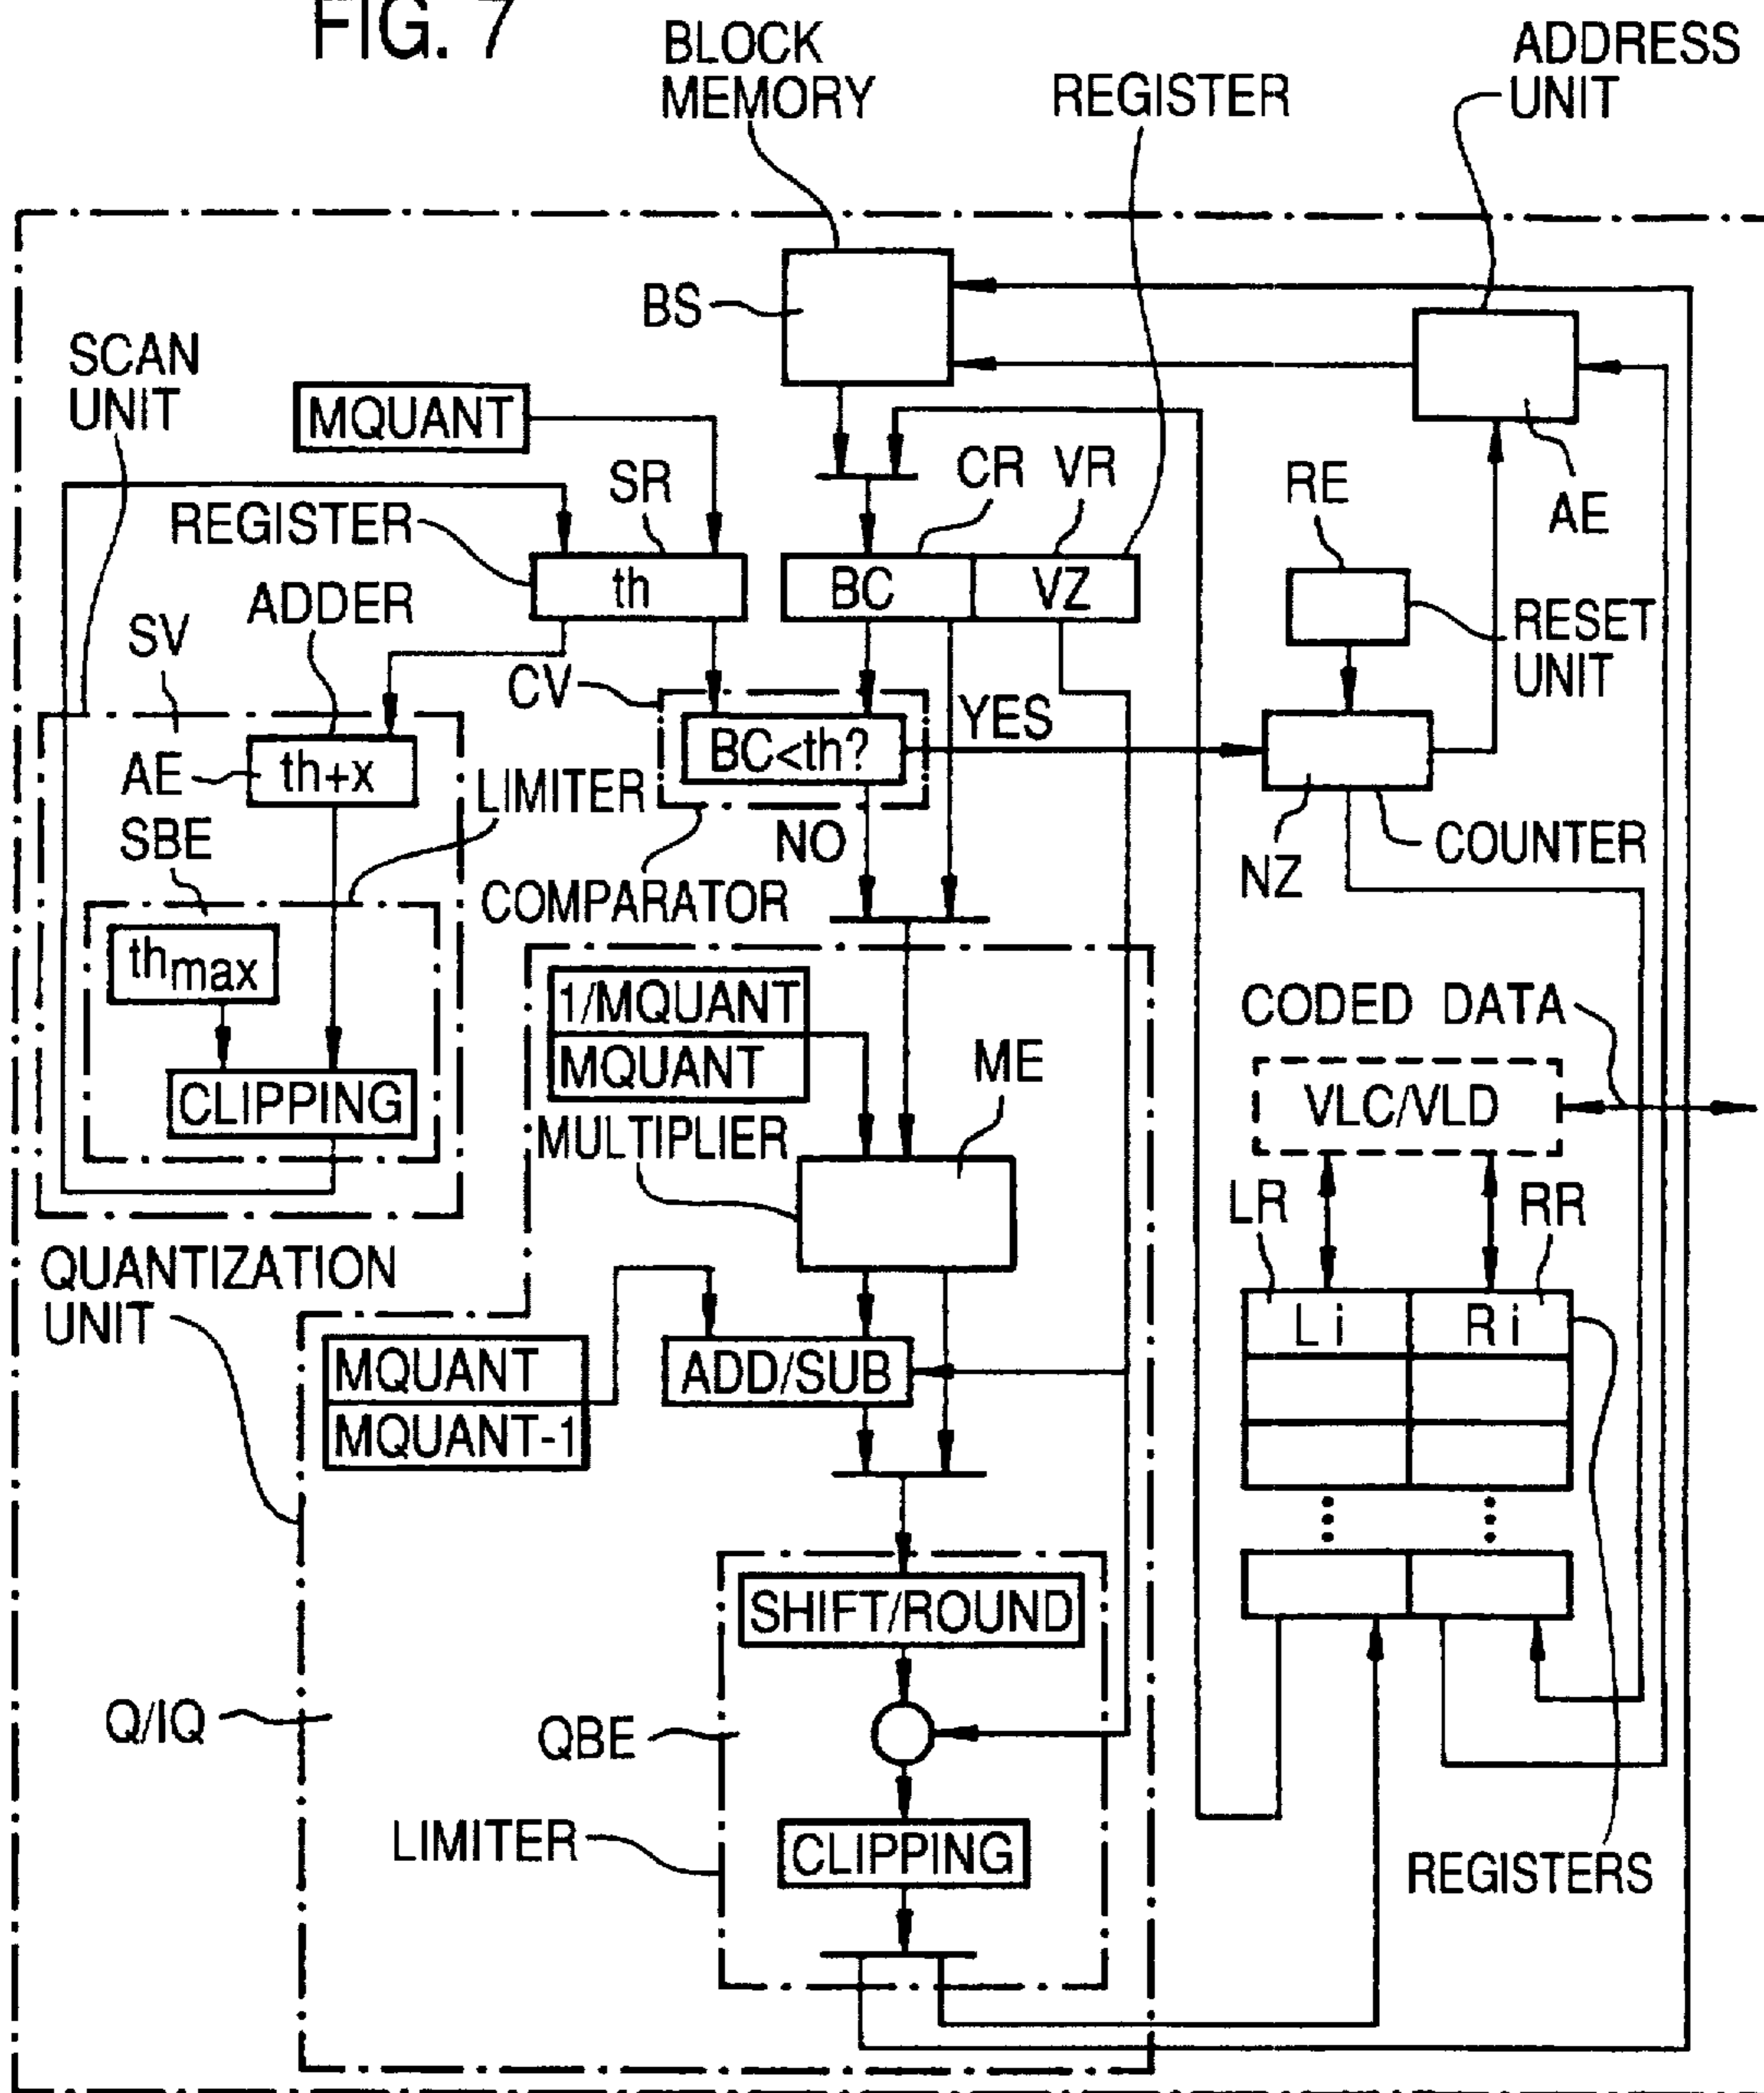 FIG. 7
BLOCK
MEMORY
REGISTER
ADDRESS
UNIT
BS
SCAN
UNIT
MQUANT
SR
CR
VR
RE
AE
REGISTER
th
BC
VZ
ADDER
SV
RESET
UNIT
CV
YES
BC<th?
AE
th+x
LIMITER
NO
SBE
COUNTER
NZ
COMPARATOR
thmax
1/MQUANT
MQUANT
CODED DATA
ME
CLIPPING
VLC/VLD
MULTIPLIER
LR
RR
QUANTIZATION
UNIT
Li
Ri
MQUANT
MQUANT-1
ADD/SUB
SHIFT/ROUND
Q/IQ
QBE
LIMITER
CLIPPING
REGISTERS